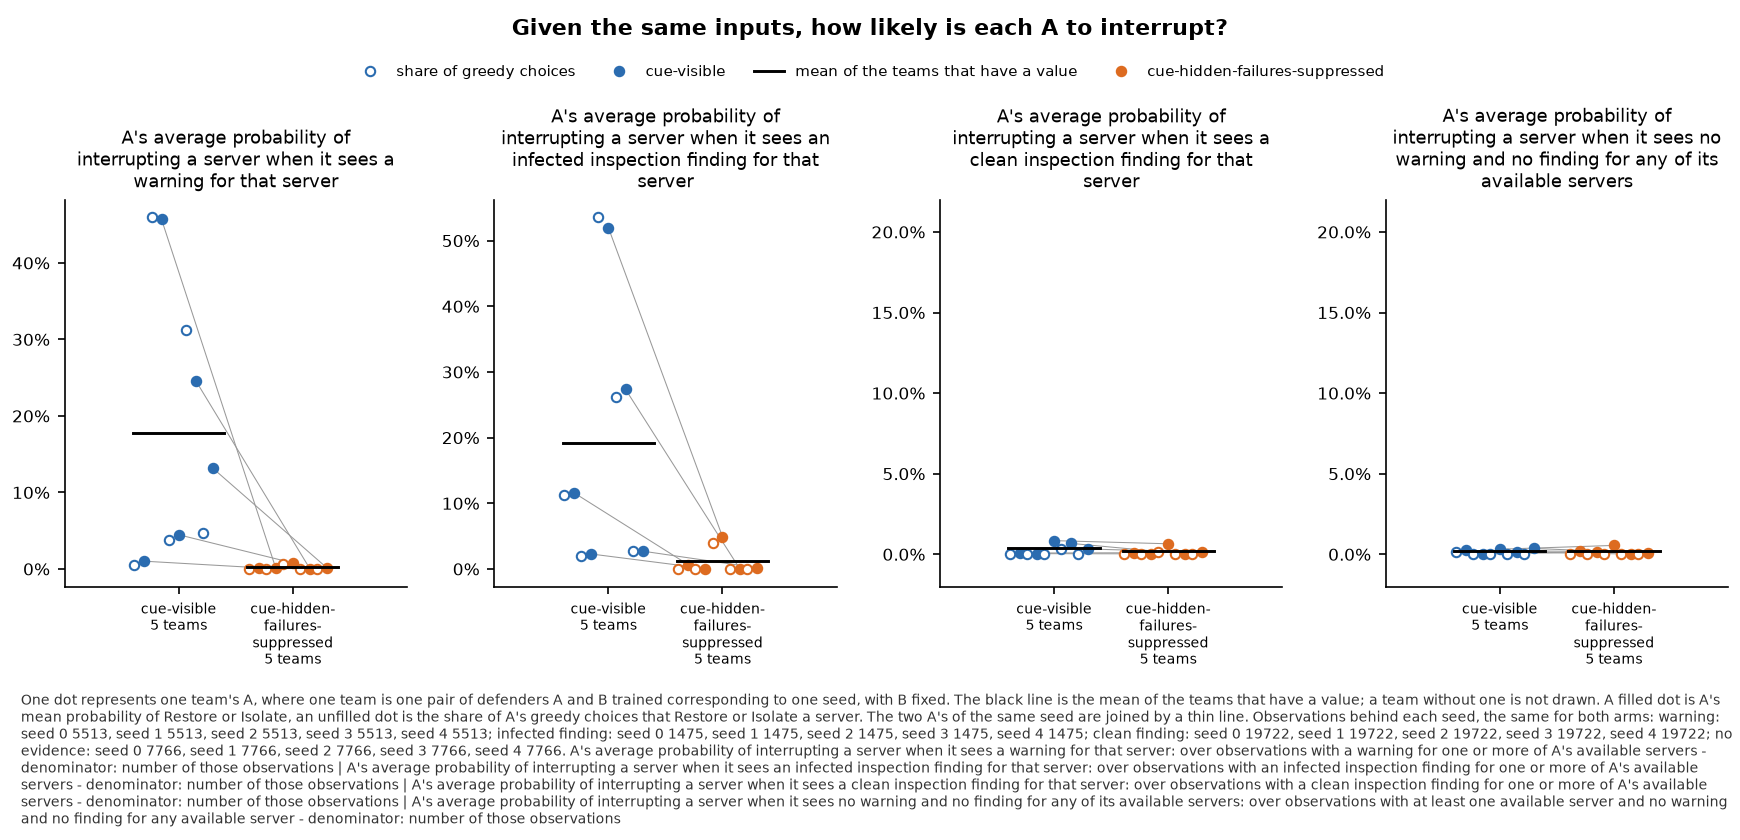 Given the same inputs, how likely is each A to interrupt?
share of greedy choices
cue-visible
mean of the teams that have a value
cue-hidden-failures-suppressed
A's average probability of
interrupting a server when it sees a
warning for that server
A's average probability of
interrupting a server when it sees an
infected inspection finding for that
server
A's average probability of
interrupting a server when it sees a
clean inspection finding for that
server
A's average probability of
interrupting a server when it sees no
warning and no finding for any of its
available servers
40%
30%
20%
10%
0%
50%
40%
30%
20%
10%
0%
20.0%
15.0%
10.0%
5.0%
0.0%
20.0%
15.0%
10.0%
5.0%
0.0%
cue-visible
5 teams
cue-hidden-
failures-
suppressed
5 teams
cue-visible
5 teams
cue-hidden-
failures-
suppressed
5 teams
cue-visible
5 teams
cue-hidden-
failures-
suppressed
5 teams
cue-visible
5 teams
cue-hidden-
failures-
suppressed
5 teams
One dot represents one team's A, where one team is one pair of defenders A and B trained corresponding to one seed, with B fixed. The black line is the mean of the teams that have a value; a team without one is not drawn. A filled dot is A's
mean probability of Restore or Isolate, an unfilled dot is the share of A's greedy choices that Restore or Isolate a server. The two A's of the same seed are joined by a thin line. Observations behind each seed, the same for both arms: warning:
seed 0 5513, seed 1 5513, seed 2 5513, seed 3 5513, seed 4 5513; infected finding: seed 0 1475, seed 1 1475, seed 2 1475, seed 3 1475, seed 4 1475; clean finding: seed 0 19722, seed 1 19722, seed 2 19722, seed 3 19722, seed 4 19722; no
evidence: seed 0 7766, seed 1 7766, seed 2 7766, seed 3 7766, seed 4 7766. A's average probability of interrupting a server when it sees a warning for that server: over observations with a warning for one or more of A's available servers -
denominator: number of those observations | A's average probability of interrupting a server when it sees an infected inspection finding for that server: over observations with an infected inspection finding for one or more of A's available
servers - denominator: number of those observations | A's average probability of interrupting a server when it sees a clean inspection finding for that server: over observations with a clean inspection finding for one or more of A's available
servers - denominator: number of those observations | A's average probability of interrupting a server when it sees no warning and no finding for any of its available servers: over observations with at least one available server and no warning
and no finding for any available server - denominator: number of those observations